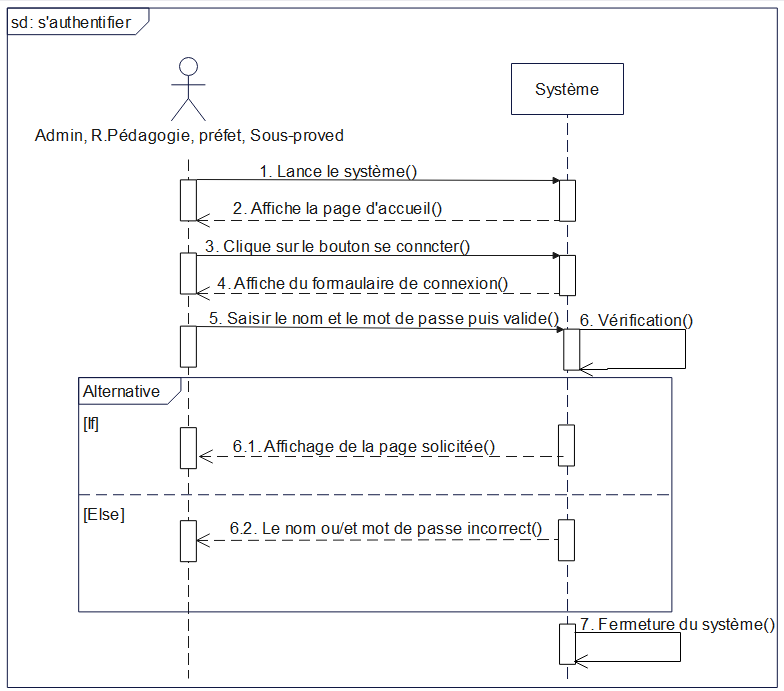 sd: s'authentifier
Système
Admin, R.Pédagogie, préfet, Sous-proved
1. Lance le système()
2. Affiche la page d'accueil()
3. Clique sur le bouton se conncter()
4. Affiche du formaulaire de connexion()
5. Saisir le nom et le mot de passe puis valide()
6. Vérification()
Alternative
[If]
6.1. Affichage de la page solicitée()
[Else]
6.2. Le nom ou/et mot de passe incorrect()
7. Fermeture du système()